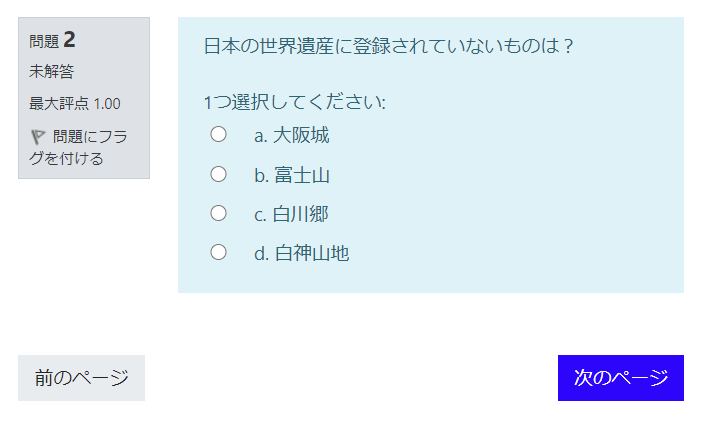 問題 2
未解答
最大評点 1.00
問題にフラ
グを付ける
日本の世界遺産に登録されていないものは？
1つ選択してください:
a. 大阪城
b. 富士山
c. 白川郷
d. 白神山地
前のページ
次のページ